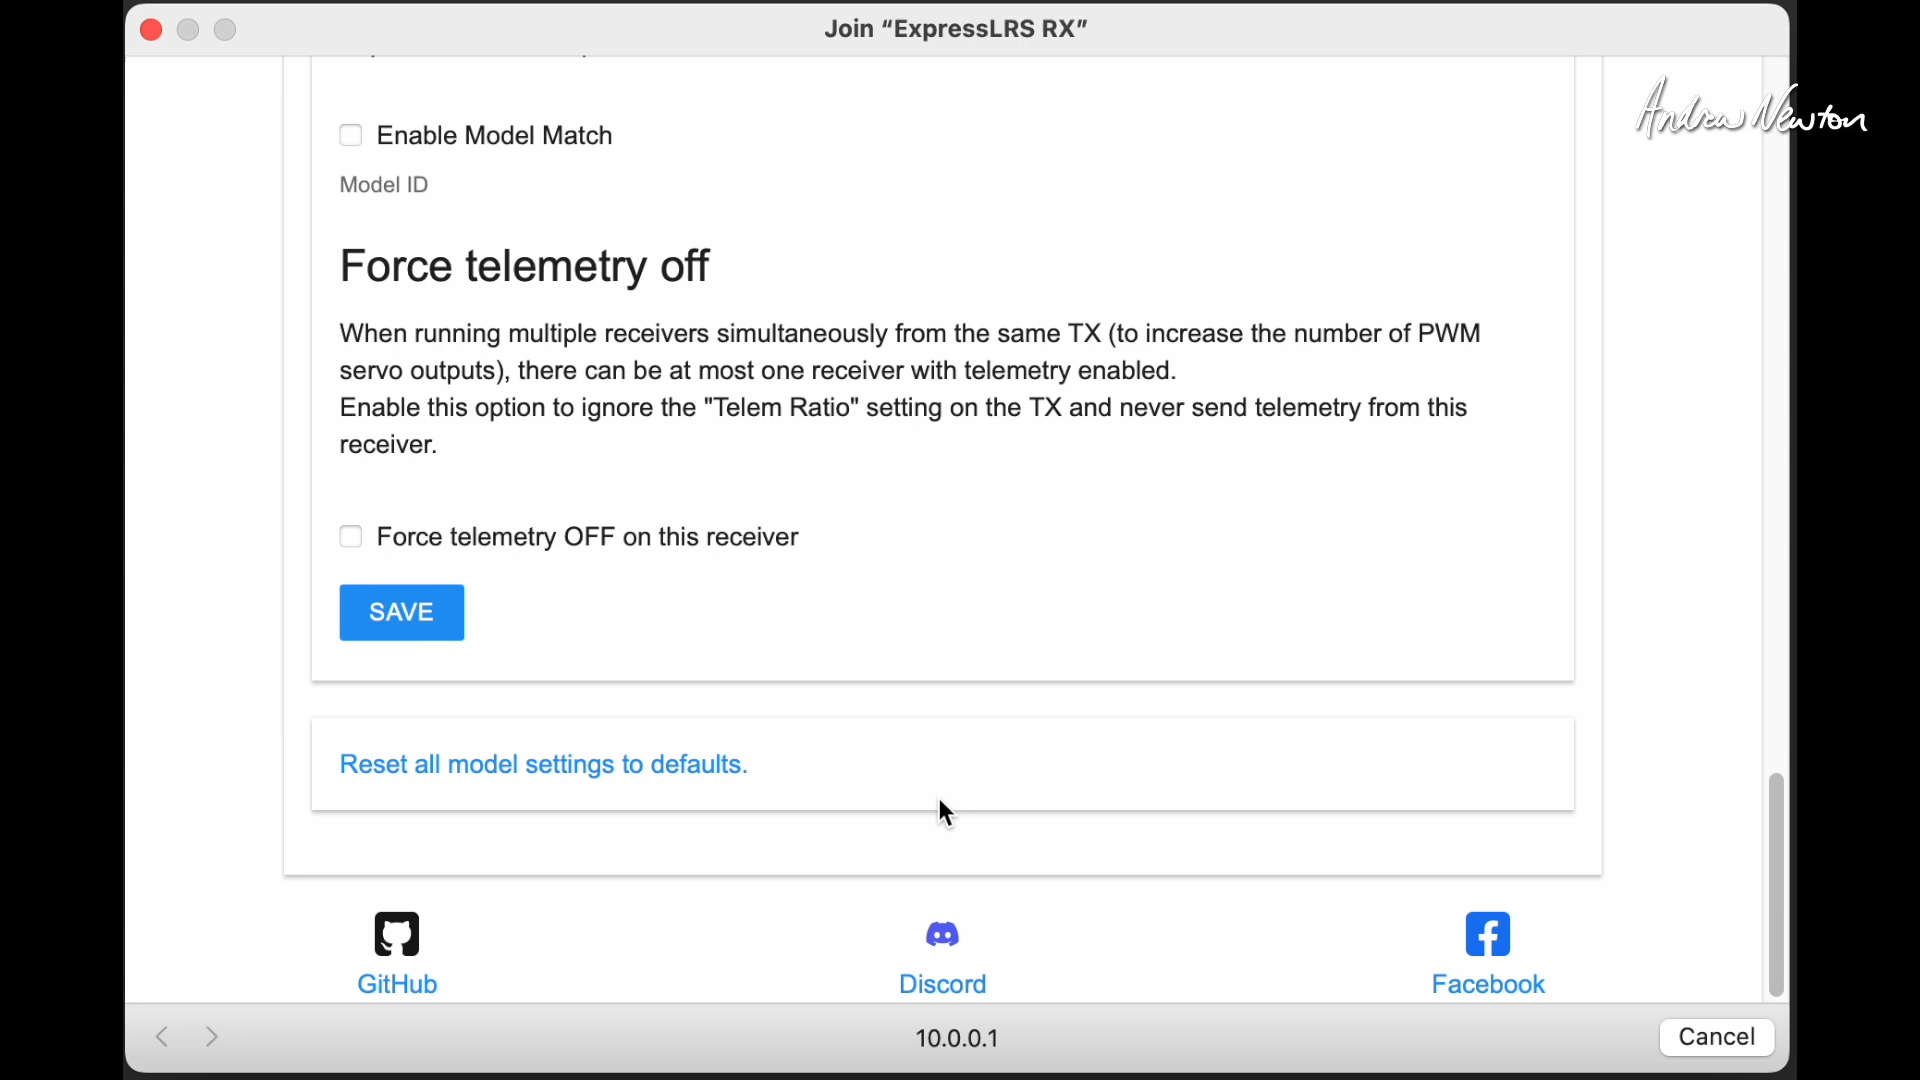 Join “ExpressLRS RX”
Andrew Newton
Enable Model Match
Model ID
Force telemetry off
When running multiple receivers simultaneously from the same TX (to increase the number of PWM
servo outputs), there can be at most one receiver with telemetry enabled.
Enable this option to ignore the "Telem Ratio" setting on the TX and never send telemetry from this
receiver.
Force telemetry OFF on this receiver
SAVE
Reset all model settings to defaults.
GitHub
Discord
Facebook
10.0.0.1
Cancel